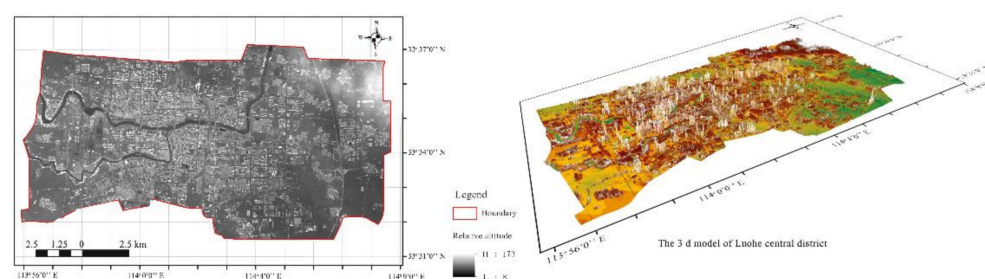 N
W E
S
33°37'0'' N
33°34'0'' N
33°31'0'' N
2.5 1.25 0 2.5 km
113°56'0'' E 114°0'0'' E 114°4'0'' E 114°9'0'' E
Legend
Boundary
Relative altitude
H : 173
L : 8
113°56'0'' E
114°0'0'' E
114°4'0'' E
The 3 d model of Luohe central district